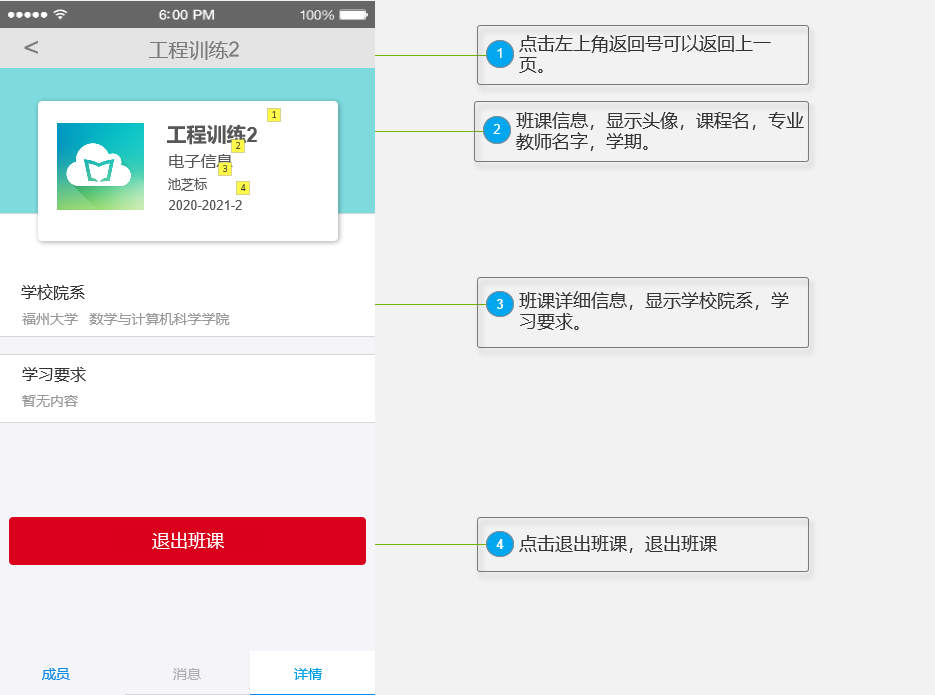 6:00 PM
100%
<
工程训练2
1
工程训练2
2
电子信息
3
池芝标
4
2020-2021-2
学校院系
福州大学 数学与计算机科学学院
学习要求
暂无内容
退出班课
成员
消息
详情
1
点击左上角返回号可以返回上一
页。
2
班课信息，显示头像，课程名，专业
教师名字，学期。
3
班课详细信息，显示学校院系，学
习要求。
4
点击退出班课，退出班课